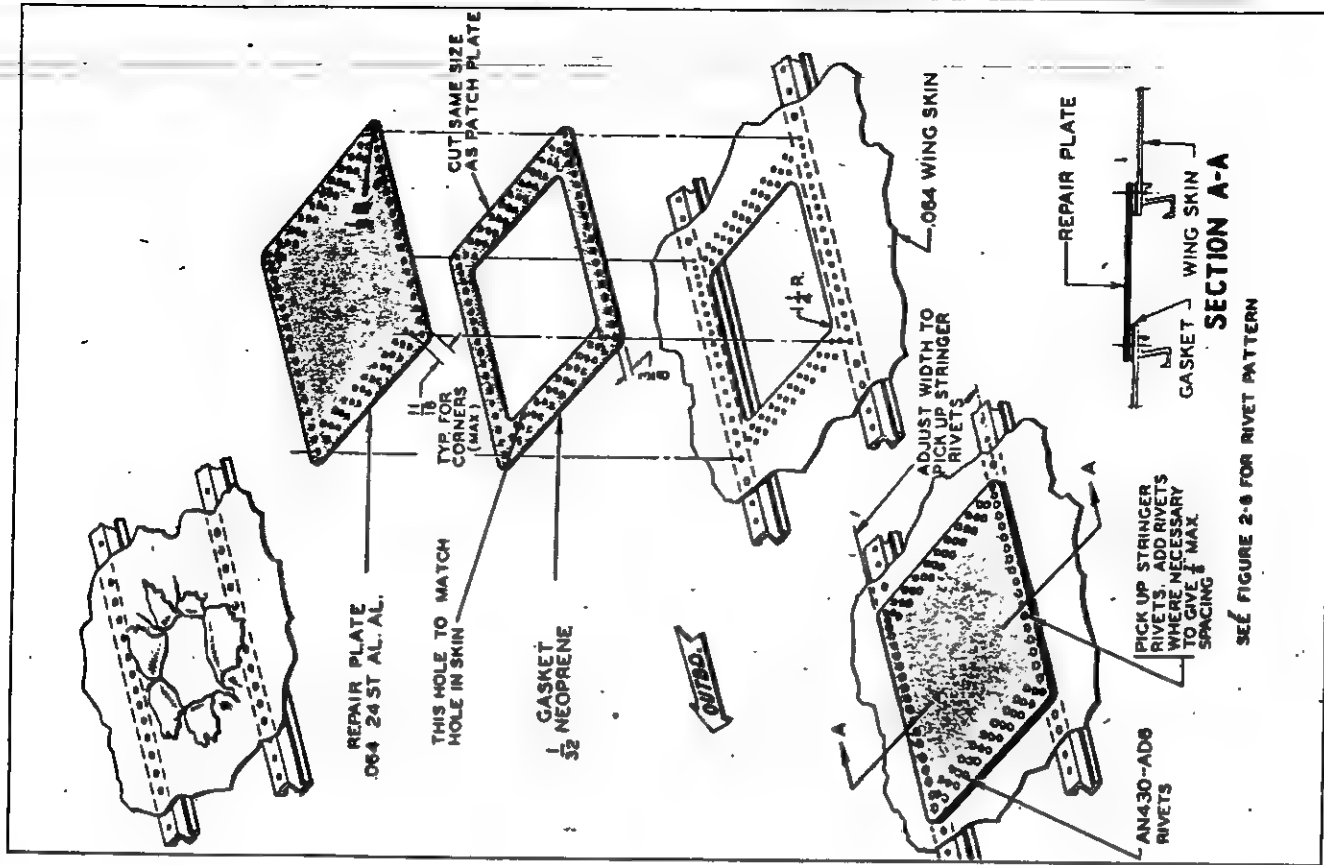 REPAIR PLATE
.064 24 ST AL. AL.
THIS HOLE TO MATCH
HOLE IN SKIN
GASKET
1/32 NEOPRENE
11/16
TYP. FOR
CORNERS
(MAX.)
CUT SAME SIZE
AS PATCH PLATE
1 1/4 R.
.064 WING SKIN
OUTBD.
ADJUST WIDTH TO
PICK UP STRINGER
RIVETS
A
A
AN430-AD6
RIVETS
PICK UP STRINGER
RIVETS. ADD RIVETS
WHERE NECESSARY
TO GIVE MAX.
SPACING
REPAIR PLATE
GASKET
WING SKIN
SECTION A-A
SEE FIGURE 2-8 FOR RIVET PATTERN